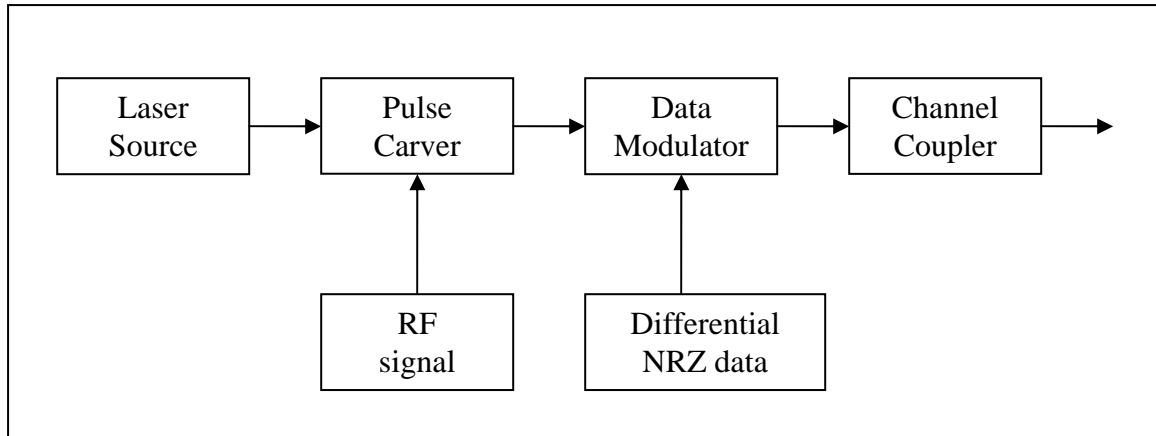 Laser
Source
Pulse
Carver
Data
Modulator
Channel
Coupler
RF
signal
Differential
NRZ data